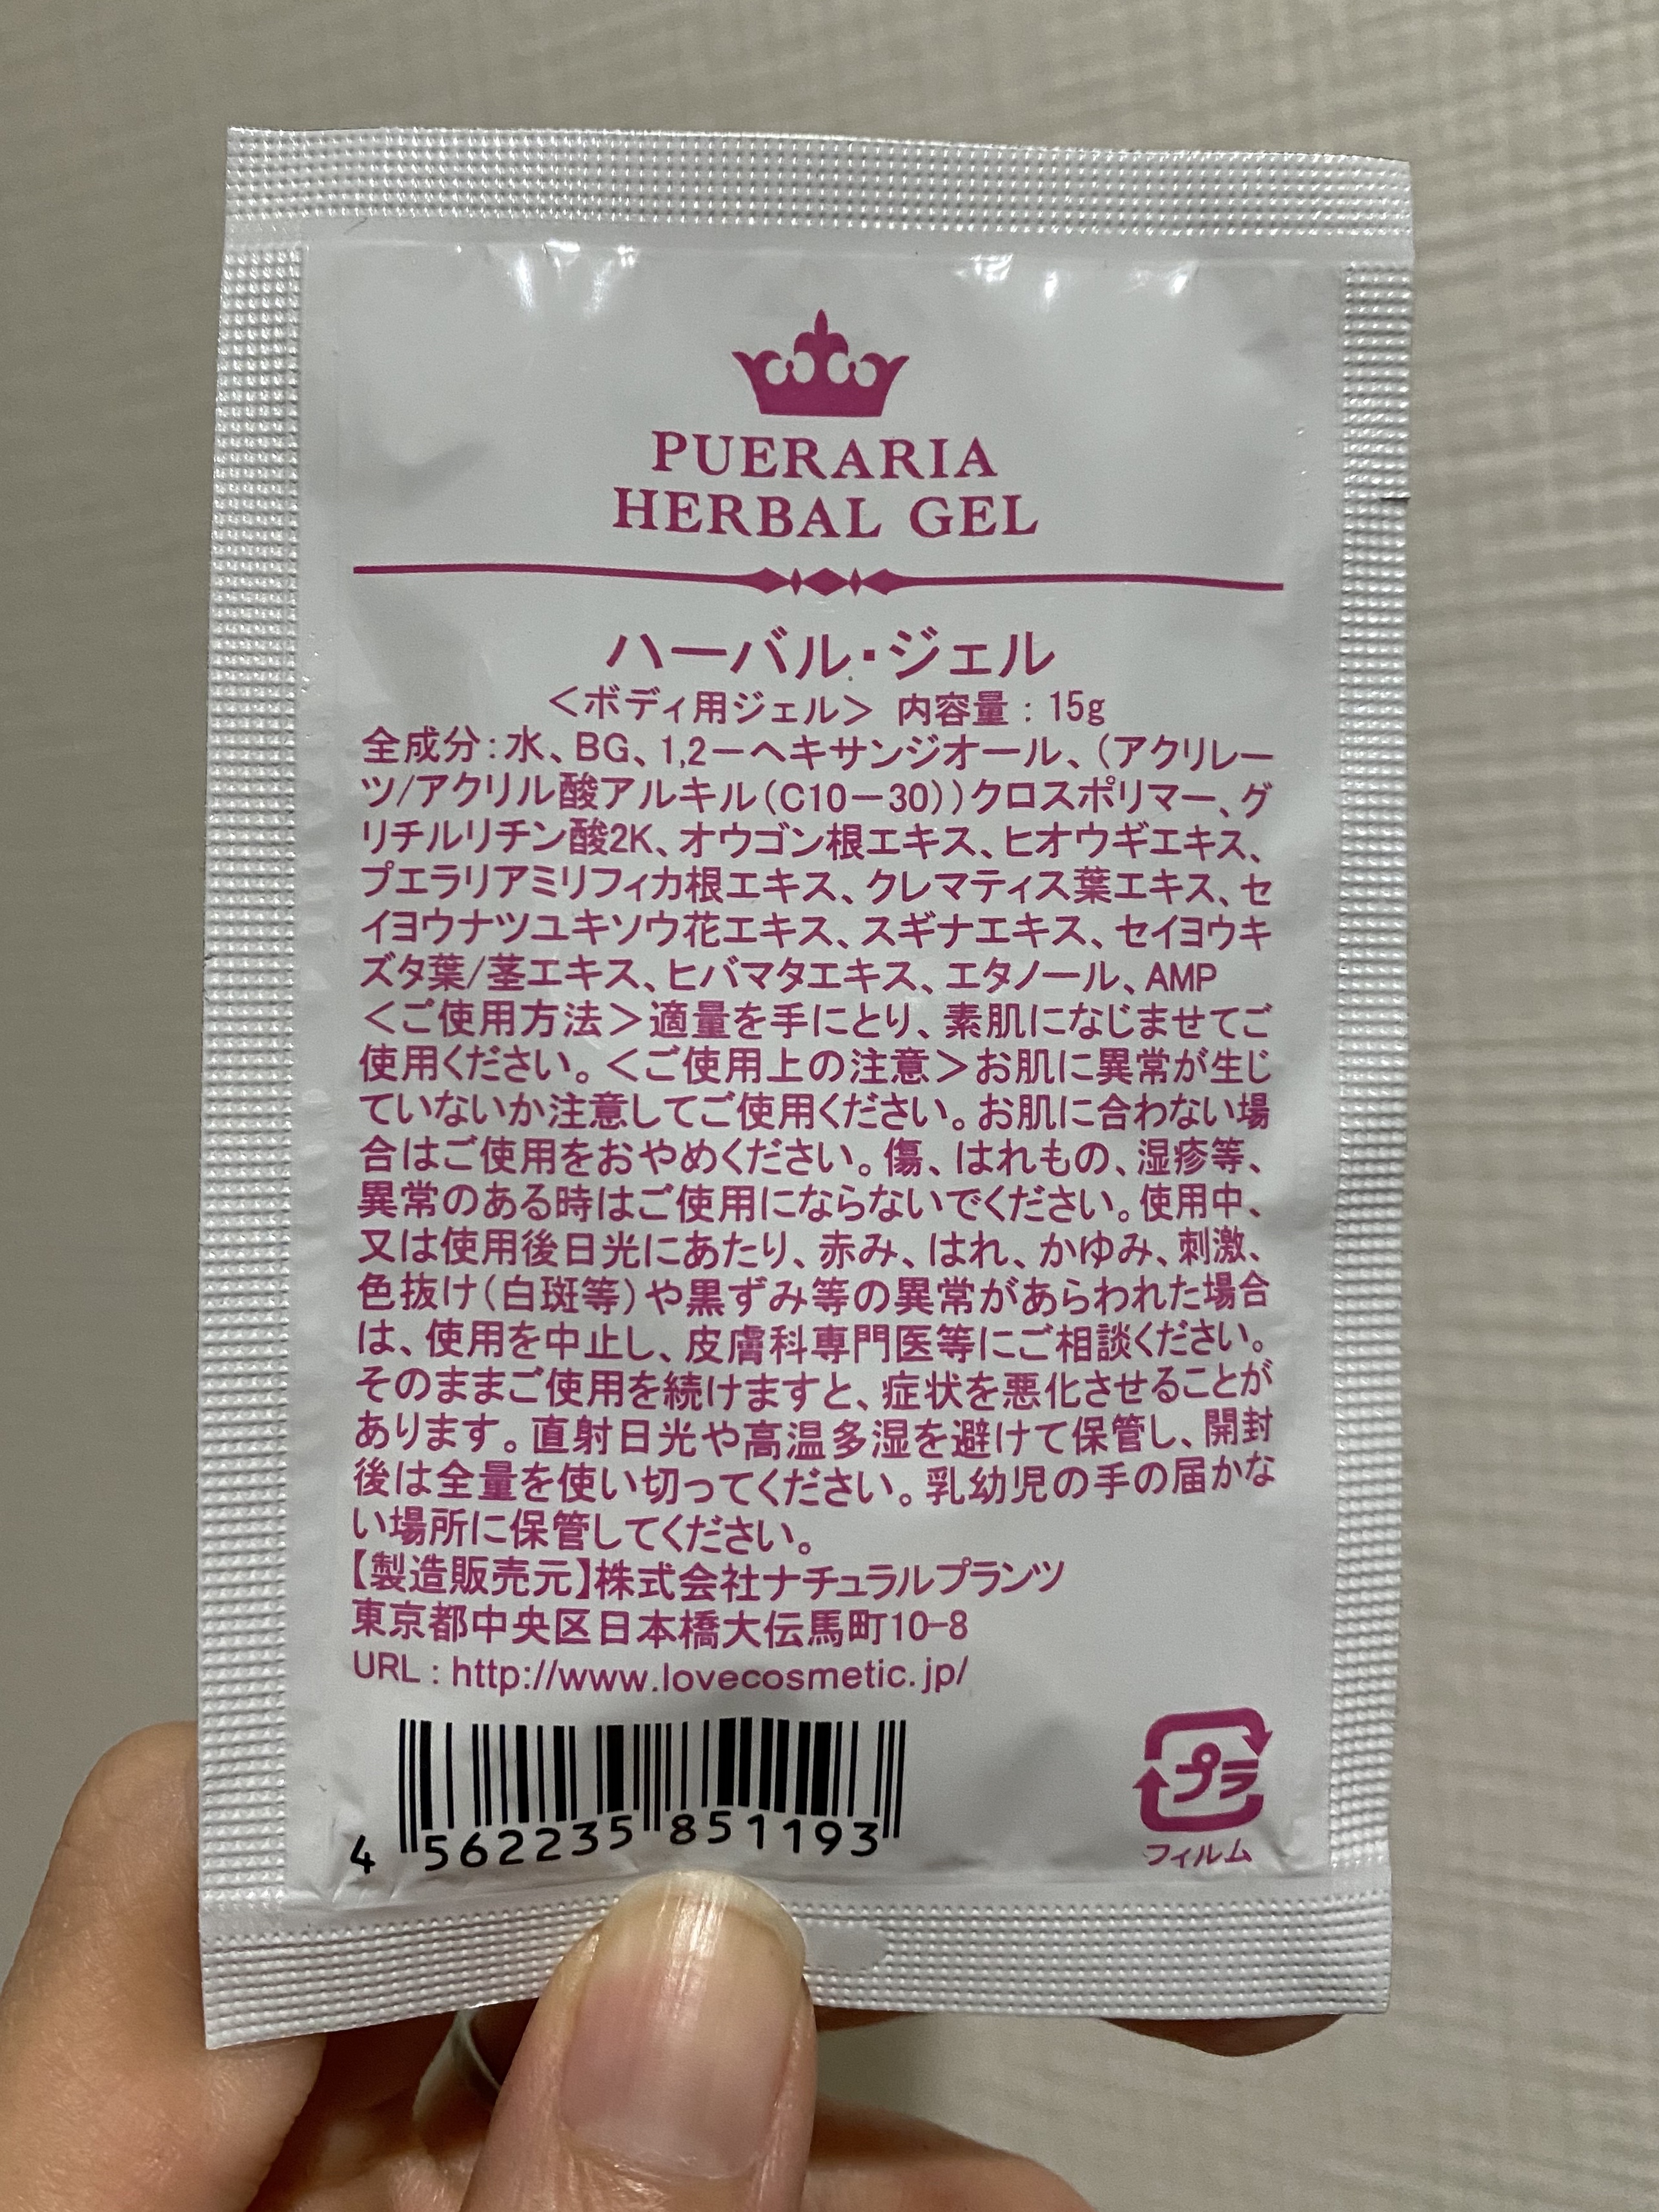 PUERARIA
HERBAL GEL
ハーバル・ジェル
＜ボディ用ジェル＞ 内容量：15g
全成分：水、BG、1,2－ヘキサンジオール、（アクリレー
ツ/アクリル酸アルキル（C10－30））クロスポリマー、グ
リチルリチン酸2K、オウゴン根エキス、ヒオウギエキス、
プエラリアミリフィカ根エキス、クレマティス葉エキス、セ
イヨウナツユキソウ花エキス、スギナエキス、セイヨウキ
ズタ葉/茎エキス、ヒバマタエキス、エタノール、AMP
＜ご使用方法＞適量を手にとり、素肌になじませてご
使用ください。＜ご使用上の注意＞お肌に異常が生じ
ていないか注意してご使用ください。お肌に合わない場
合はご使用をおやめください。傷、はれもの、湿疹等、
異常のある時はご使用にならないでください。使用中、
又は使用後日光にあたり、赤み、はれ、かゆみ、刺激、
色抜け（白斑等）や黒ずみ等の異常があらわれた場合
は、使用を中止し、皮膚科専門医等にご相談ください。
そのままご使用を続けますと、症状を悪化させることが
あります。直射日光や高温多湿を避けて保管し、開封
後は全量を使い切ってください。乳幼児の手の届かな
い場所に保管してください。
【製造販売元】株式会社ナチュラルプランツ
東京都中央区日本橋大伝馬町10-8
URL：http://www.lovecosmetic.jp/
4 562235 851193
プラ
フィルム